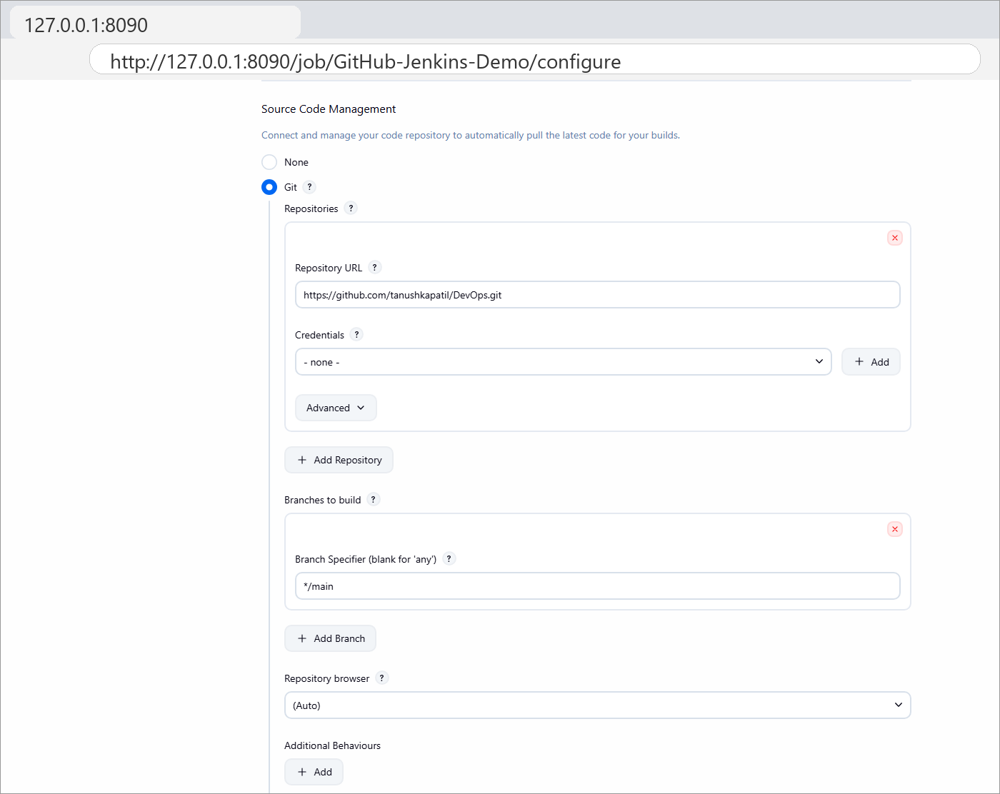 127.0.0.1:8090
http://127.0.0.1:8090/job/GitHub-Jenkins-Demo/configure
Source Code Management
Connect and manage your code repository to automatically pull the latest code for your builds.
None
Git ?
Repositories ?
Repository URL ?
https://github.com/tanushkapatil/DevOps.git
Credentials ?
- none -
+ Add
Advanced
+ Add Repository
Branches to build ?
Branch Specifier (blank for 'any') ?
*/main
+ Add Branch
Repository browser ?
(Auto)
Additional Behaviours
+ Add